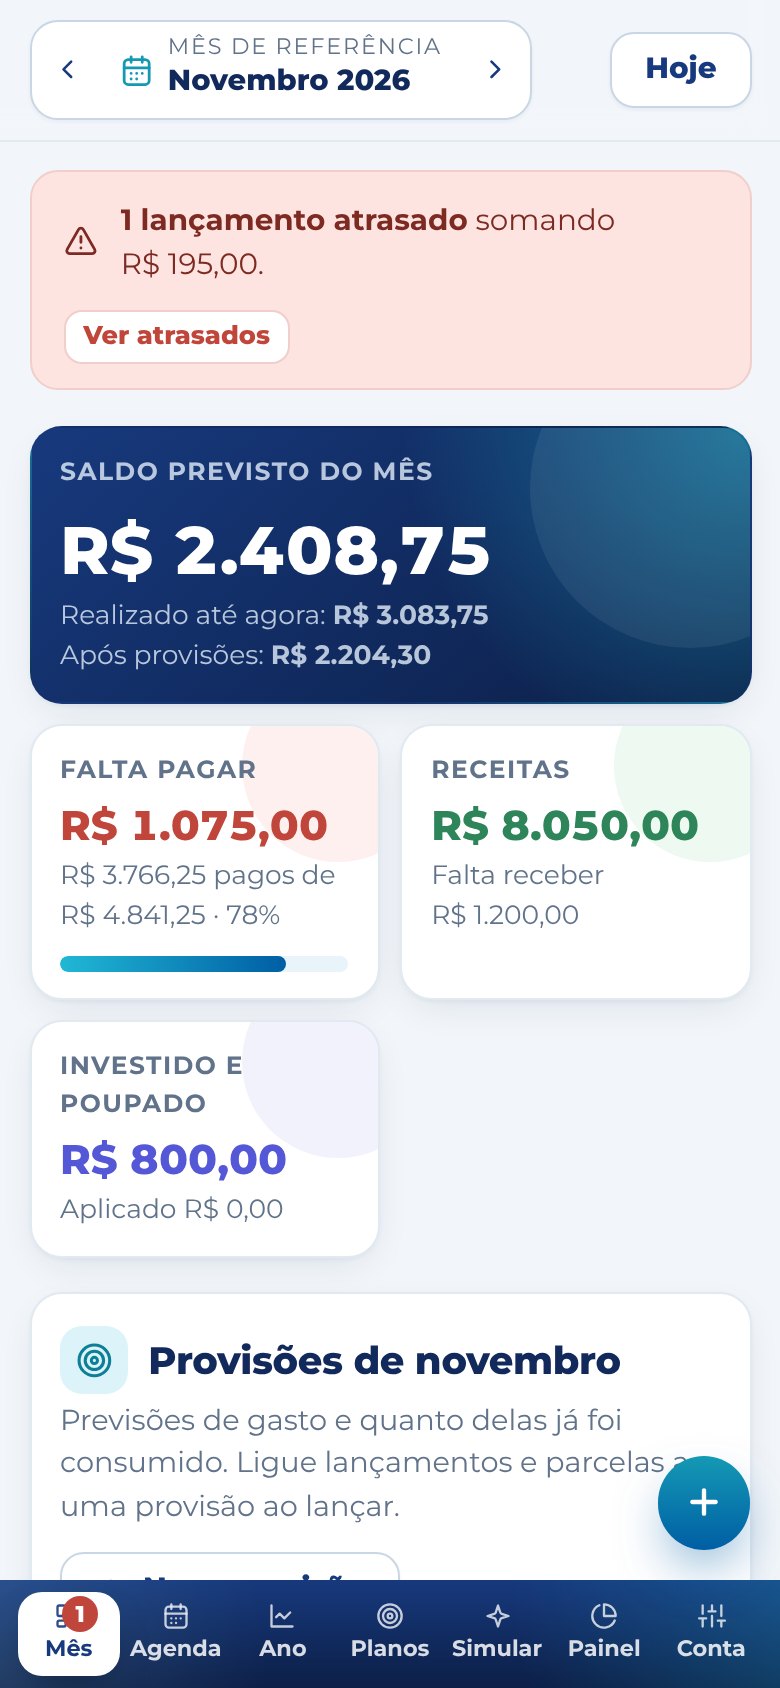 MÊS DE REFERÊNCIA
Novembro 2026
Hoje
1 lançamento atrasado somando
R$ 195,00.
Ver atrasados
SALDO PREVISTO DO MÊS
R$ 2.408,75
Realizado até agora: R$ 3.083,75
Após provisões: R$ 2.204,30
FALTA PAGAR
R$ 1.075,00
R$ 3.766,25 pagos de
R$ 4.841,25 · 78%
RECEITAS
R$ 8.050,00
Falta receber
R$ 1.200,00
INVESTIDO E
POUPADO
R$ 800,00
Aplicado R$ 0,00
Provisões de novembro
Previsões de gasto e quanto delas já foi
consumido. Ligue lançamentos e parcelas a
uma provisão ao lançar.
1
Mês
Agenda
Ano
Planos
Simular
Painel
Conta